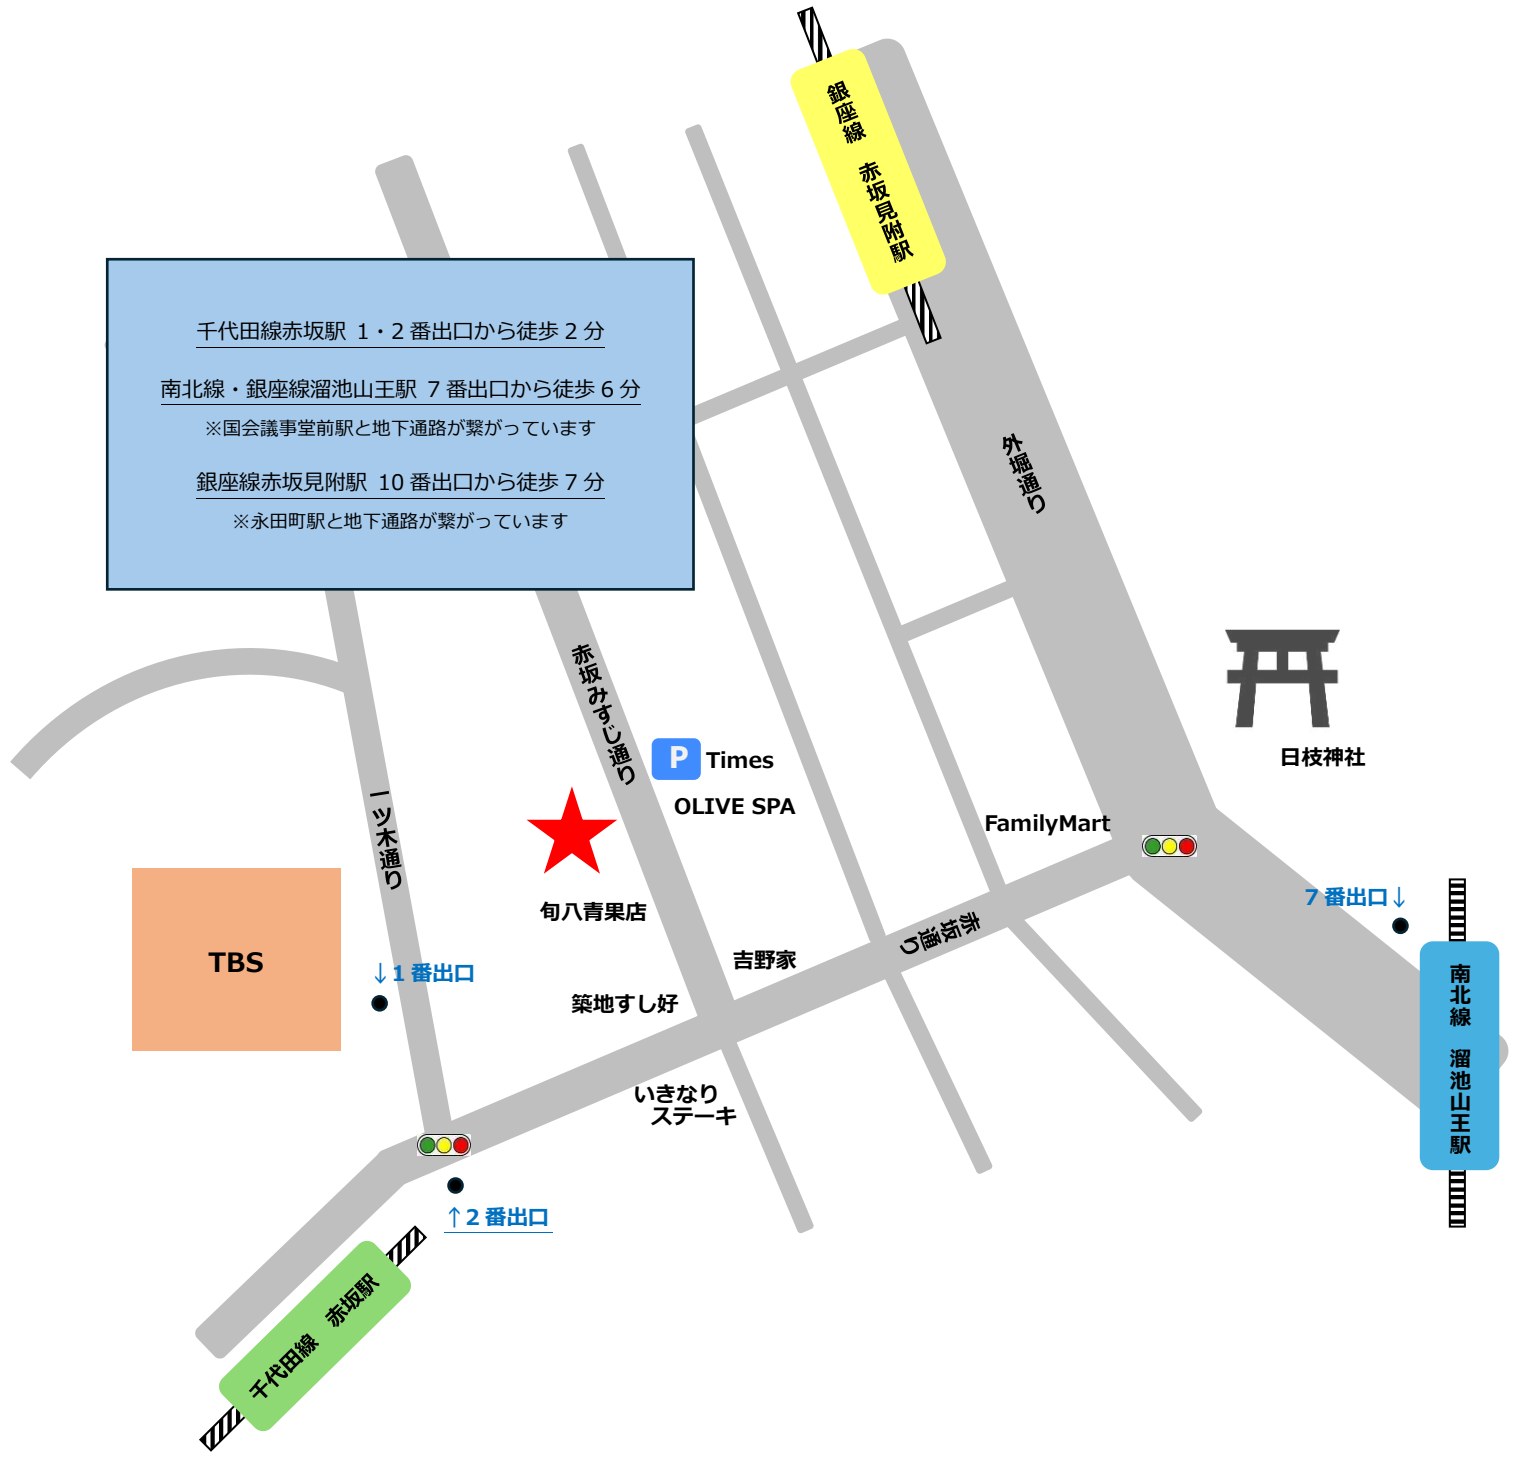 銀座線　赤坂見附駅
千代田線赤坂駅 1・2 番出口から徒歩 2 分
南北線・銀座線溜池山王駅 7 番出口から徒歩 6 分
※国会議事堂前駅と地下通路が繋がっています
銀座線赤坂見附駅 10 番出口から徒歩 7 分
※永田町駅と地下通路が繋がっています
外堀通り
赤坂みすじ通り
P
Times
OLIVE SPA
日枝神社
FamilyMart
一ツ木通り
旬八青果店
7 番出口↓
TBS
↓1 番出口
吉野家
赤坂通り
築地すし好
南北線　溜池山王駅
いきなり
ステーキ
↑2 番出口
千代田線　赤坂駅